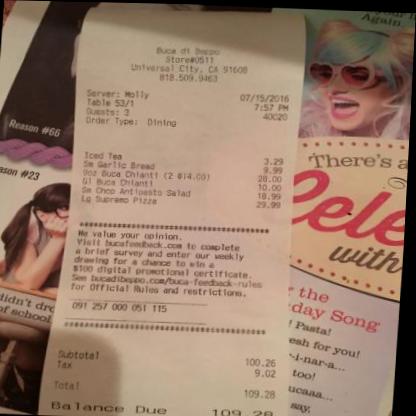 Again
Buca di Beppo
Store#0511
Universal City, CA 91608
818.509.9463
Server: Molly 07/15/2016
Table 53/1 7:57 PM
Guests: 3 40020
Order Type: Dining
Reason #66
Iced Tea 3.29
Sm Garlic Bread 9.99
9oz Buca Chianti (2 @14.00) 28.00
Gl Buca Chianti 10.00
Sm Chop Antipasto Salad 18.99
Lg Supremo Pizza 29.99
There's a
Cele
with
ason #23
We value your opinion.
Visit bucafeedback.com to complete
a brief survey and enter our weekly
drawing for a chance to win a
$100 digital promotional certificate.
See bucadibeppo.com/buca-feedback-rules
for Official Rules and restrictions.
091 257 000 051 115
didn't dro
of school
the
day Song
! Pasta!
esh for you!
r-i-nar-a...
too!
ucaaa...
say,
Subtotal 100.26
Tax 9.02
Total 109.28
Balance Due 109.28